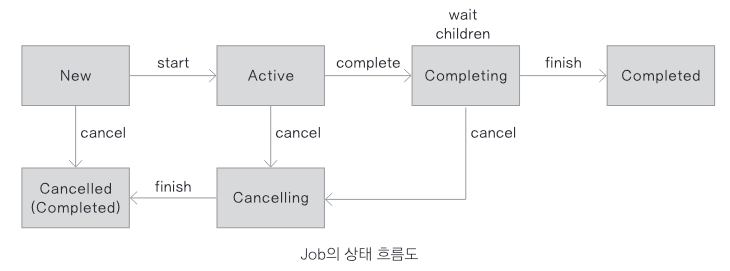 wait
children
New
start
Active
complete
Completing
finish
Completed
cancel
cancel
cancel
Cancelled
(Completed)
finish
Cancelling
Job의 상태 흐름도